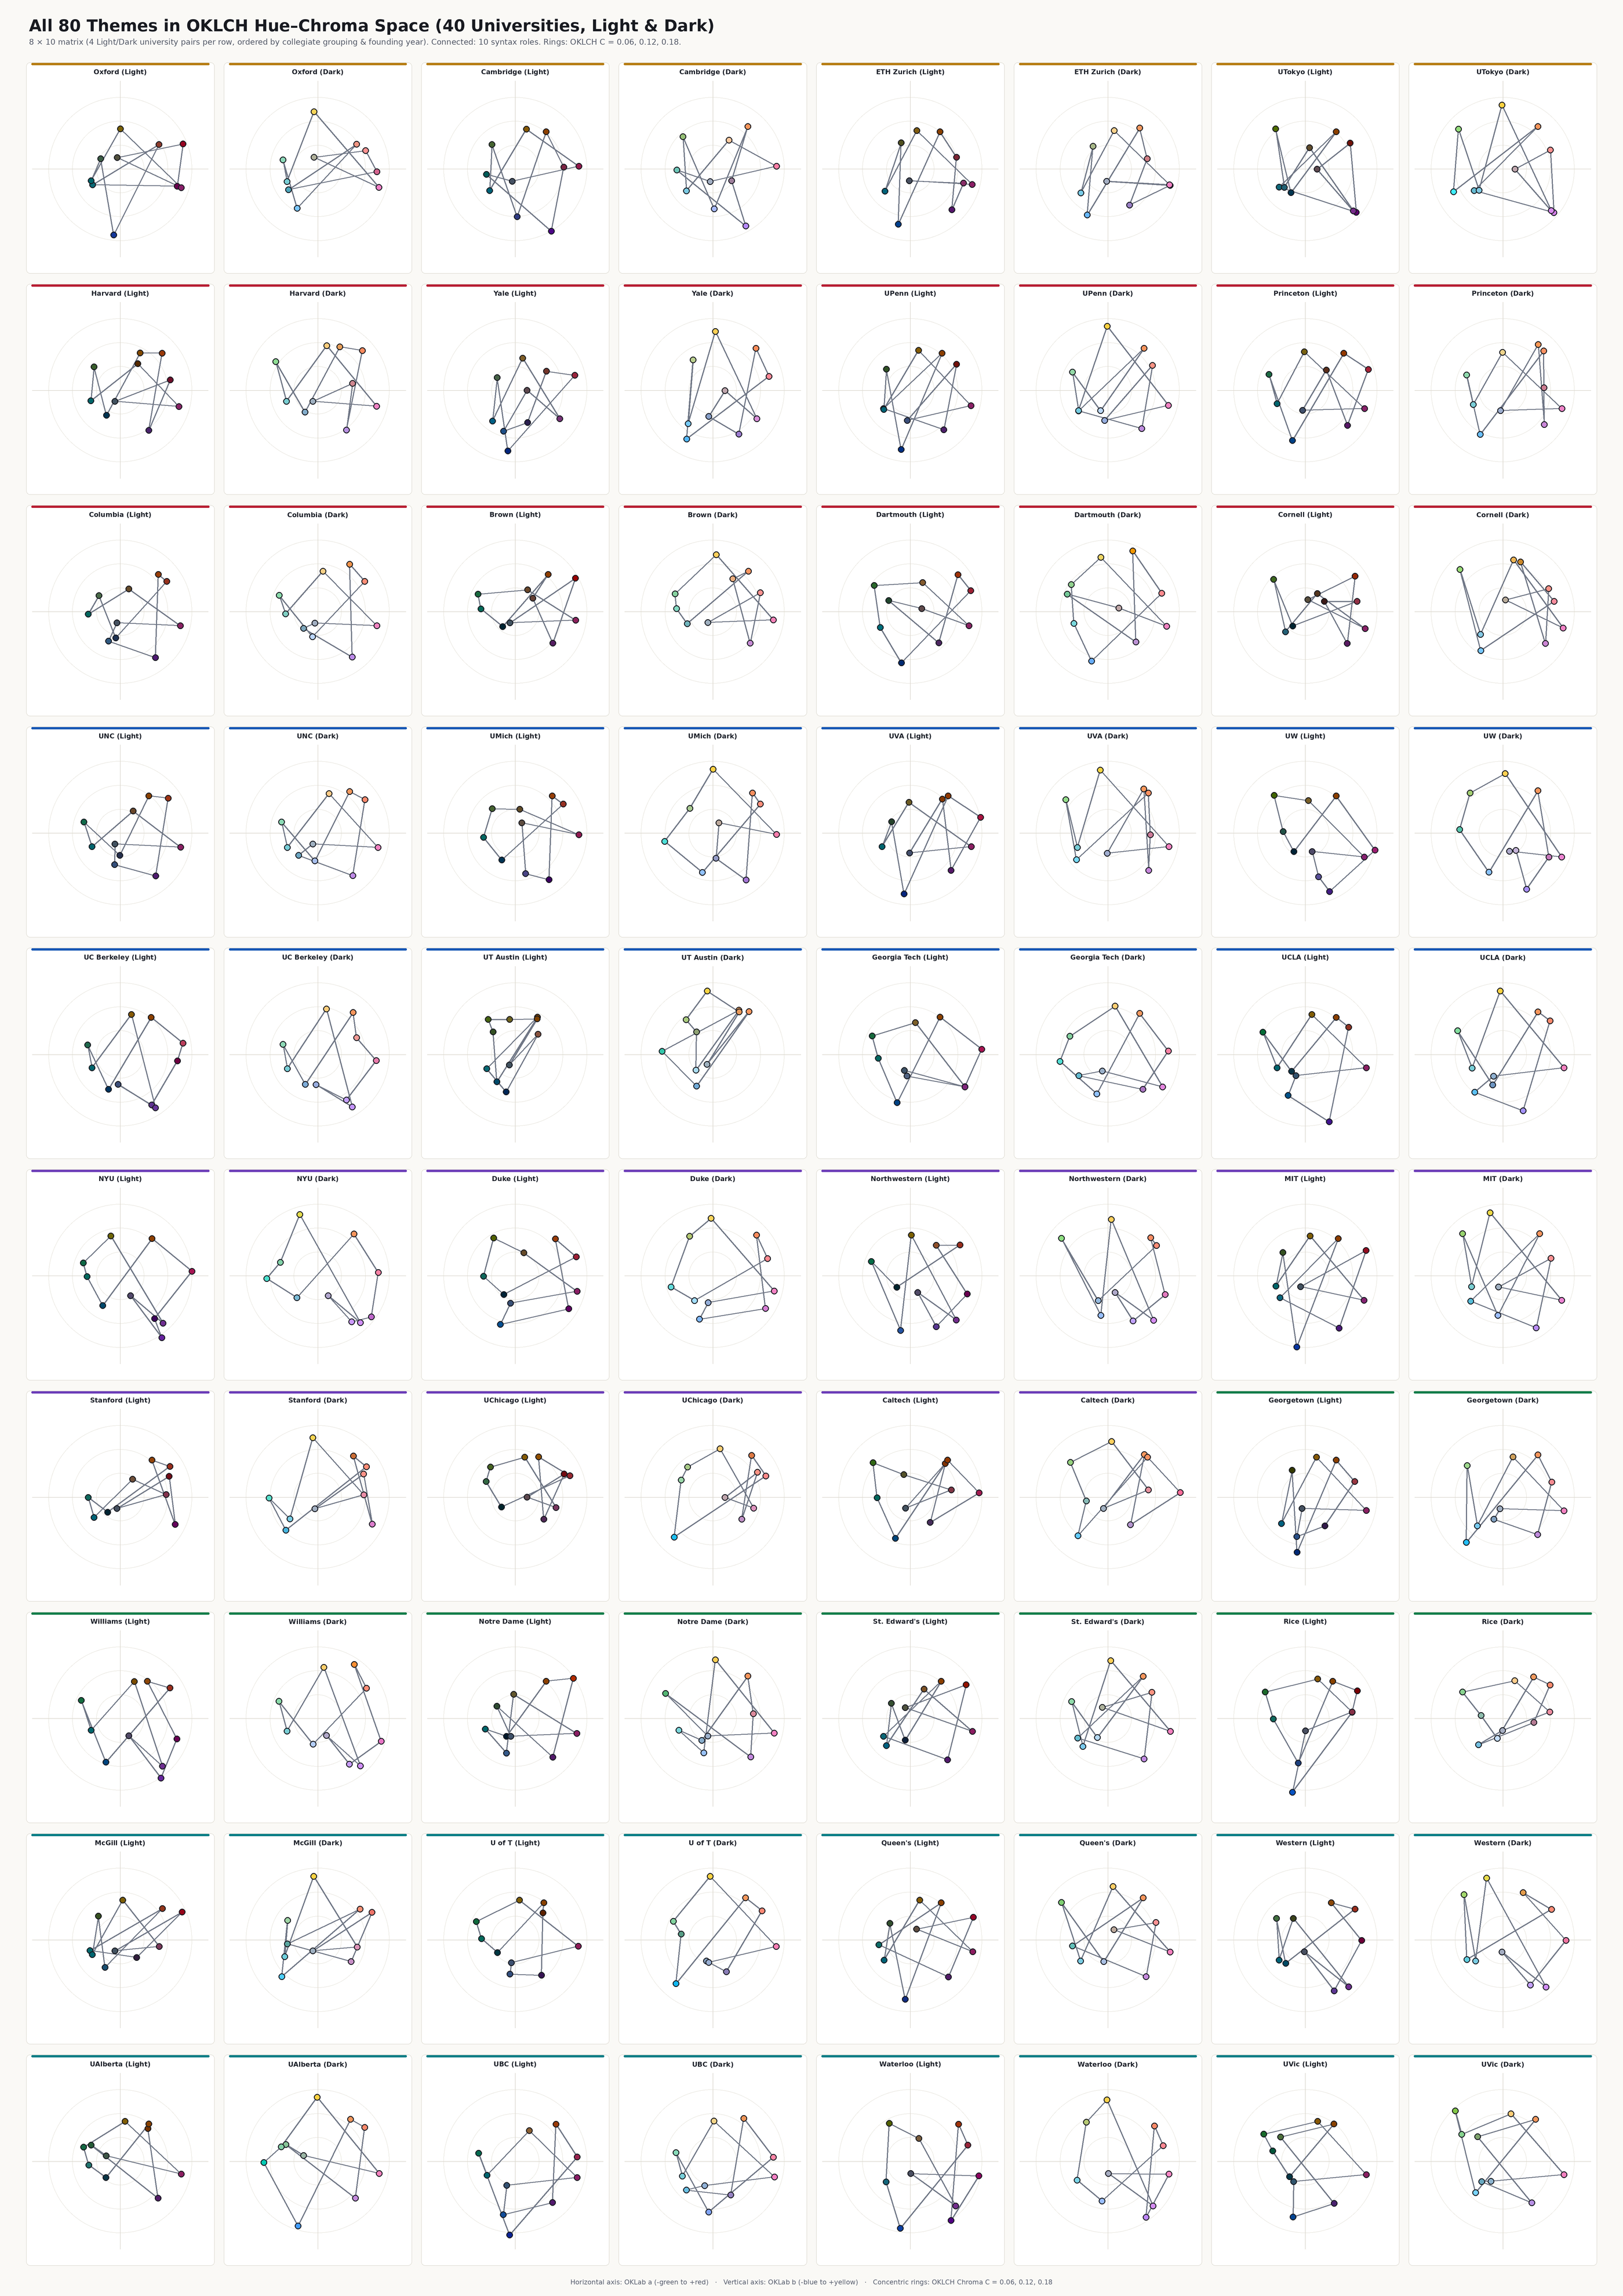 All 80 Themes in OKLCH Hue–Chroma Space (40 Universities, Light & Dark)
8 × 10 matrix (4 Light/Dark university pairs per row, ordered by collegiate grouping & founding year). Connected: 10 syntax roles. Rings: OKLCH C = 0.06, 0.12, 0.18.
Oxford (Light) Oxford (Dark) Cambridge (Light) Cambridge (Dark) ETH Zurich (Light) ETH Zurich (Dark) UTokyo (Light) UTokyo (Dark)
Harvard (Light) Harvard (Dark) Yale (Light) Yale (Dark) UPenn (Light) UPenn (Dark) Princeton (Light) Princeton (Dark)
Columbia (Light) Columbia (Dark) Brown (Light) Brown (Dark) Dartmouth (Light) Dartmouth (Dark) Cornell (Light) Cornell (Dark)
UNC (Light) UNC (Dark) UMich (Light) UMich (Dark) UVA (Light) UVA (Dark) UW (Light) UW (Dark)
UC Berkeley (Light) UC Berkeley (Dark) UT Austin (Light) UT Austin (Dark) Georgia Tech (Light) Georgia Tech (Dark) UCLA (Light) UCLA (Dark)
NYU (Light) NYU (Dark) Duke (Light) Duke (Dark) Northwestern (Light) Northwestern (Dark) MIT (Light) MIT (Dark)
Stanford (Light) Stanford (Dark) UChicago (Light) UChicago (Dark) Caltech (Light) Caltech (Dark) Georgetown (Light) Georgetown (Dark)
Williams (Light) Williams (Dark) Notre Dame (Light) Notre Dame (Dark) St. Edward's (Light) St. Edward's (Dark) Rice (Light) Rice (Dark)
McGill (Light) McGill (Dark) U of T (Light) U of T (Dark) Queen's (Light) Queen's (Dark) Western (Light) Western (Dark)
UAlberta (Light) UAlberta (Dark) UBC (Light) UBC (Dark) Waterloo (Light) Waterloo (Dark) UVic (Light) UVic (Dark)
Horizontal axis: OKLab a (–green to +red) · Vertical axis: OKLab b (–blue to +yellow) · Concentric rings: OKLCH Chroma C = 0.06, 0.12, 0.18